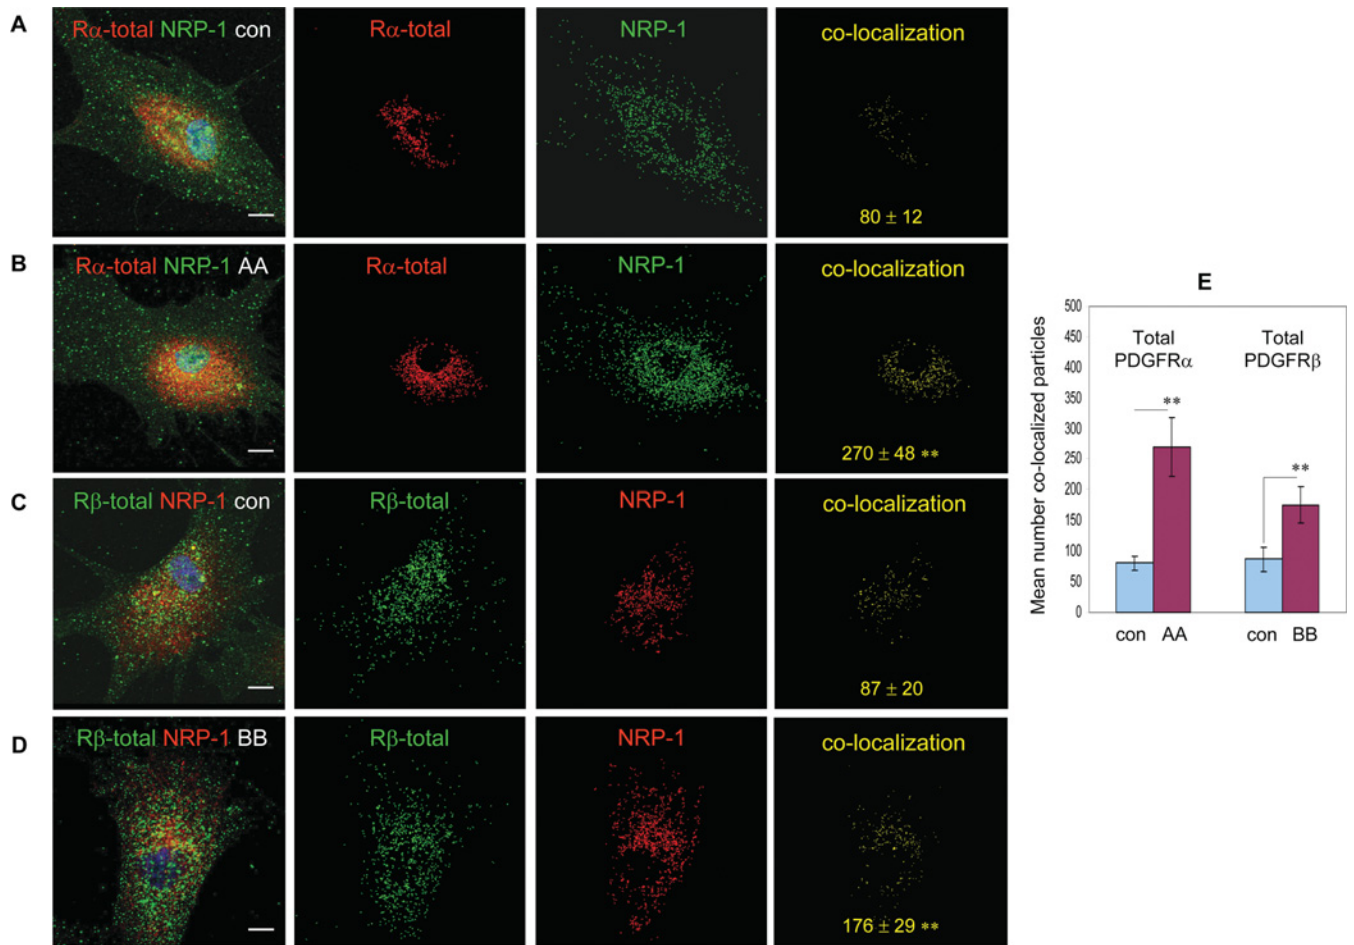 A
Rα-total NRP-1 con
Rα-total
NRP-1
co-localization
80 ± 12
B
Rα-total NRP-1 AA
Rα-total
NRP-1
co-localization
270 ± 48 **
C
Rβ-total NRP-1 con
Rβ-total
NRP-1
co-localization
87 ± 20
D
Rβ-total NRP-1 BB
Rβ-total
NRP-1
co-localization
176 ± 29 **
E
Mean number co-localized particles
500
450
400
350
300
250
200
150
100
50
0
Total
PDGFRα
Total
PDGFRβ
**
**
con AA
con BB